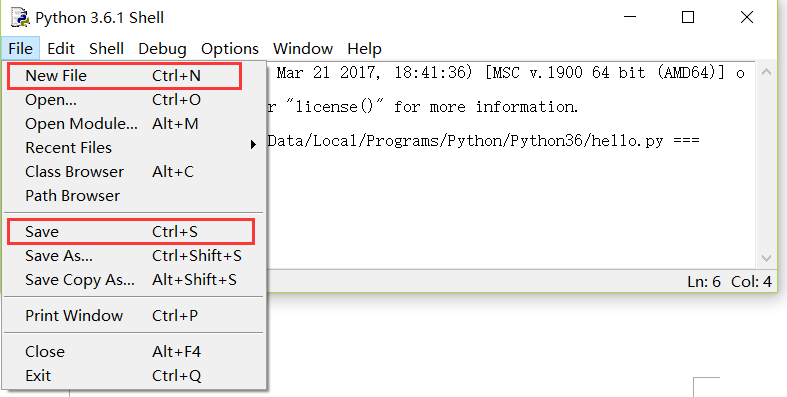 Python 3.6.1 Shell
File Edit Shell Debug Options Window Help
New File Ctrl+N
Open... Ctrl+O
Open Module... Alt+M
Recent Files
Class Browser Alt+C
Path Browser
Save Ctrl+S
Save As... Ctrl+Shift+S
Save Copy As... Alt+Shift+S
Print Window Ctrl+P
Close Alt+F4
Exit Ctrl+Q
Mar 21 2017, 18:41:36) [MSC v.1900 64 bit (AMD64)] o
r "license()" for more information.
Data/Local/Programs/Python/Python36/hello.py ===
Ln: 6 Col: 4